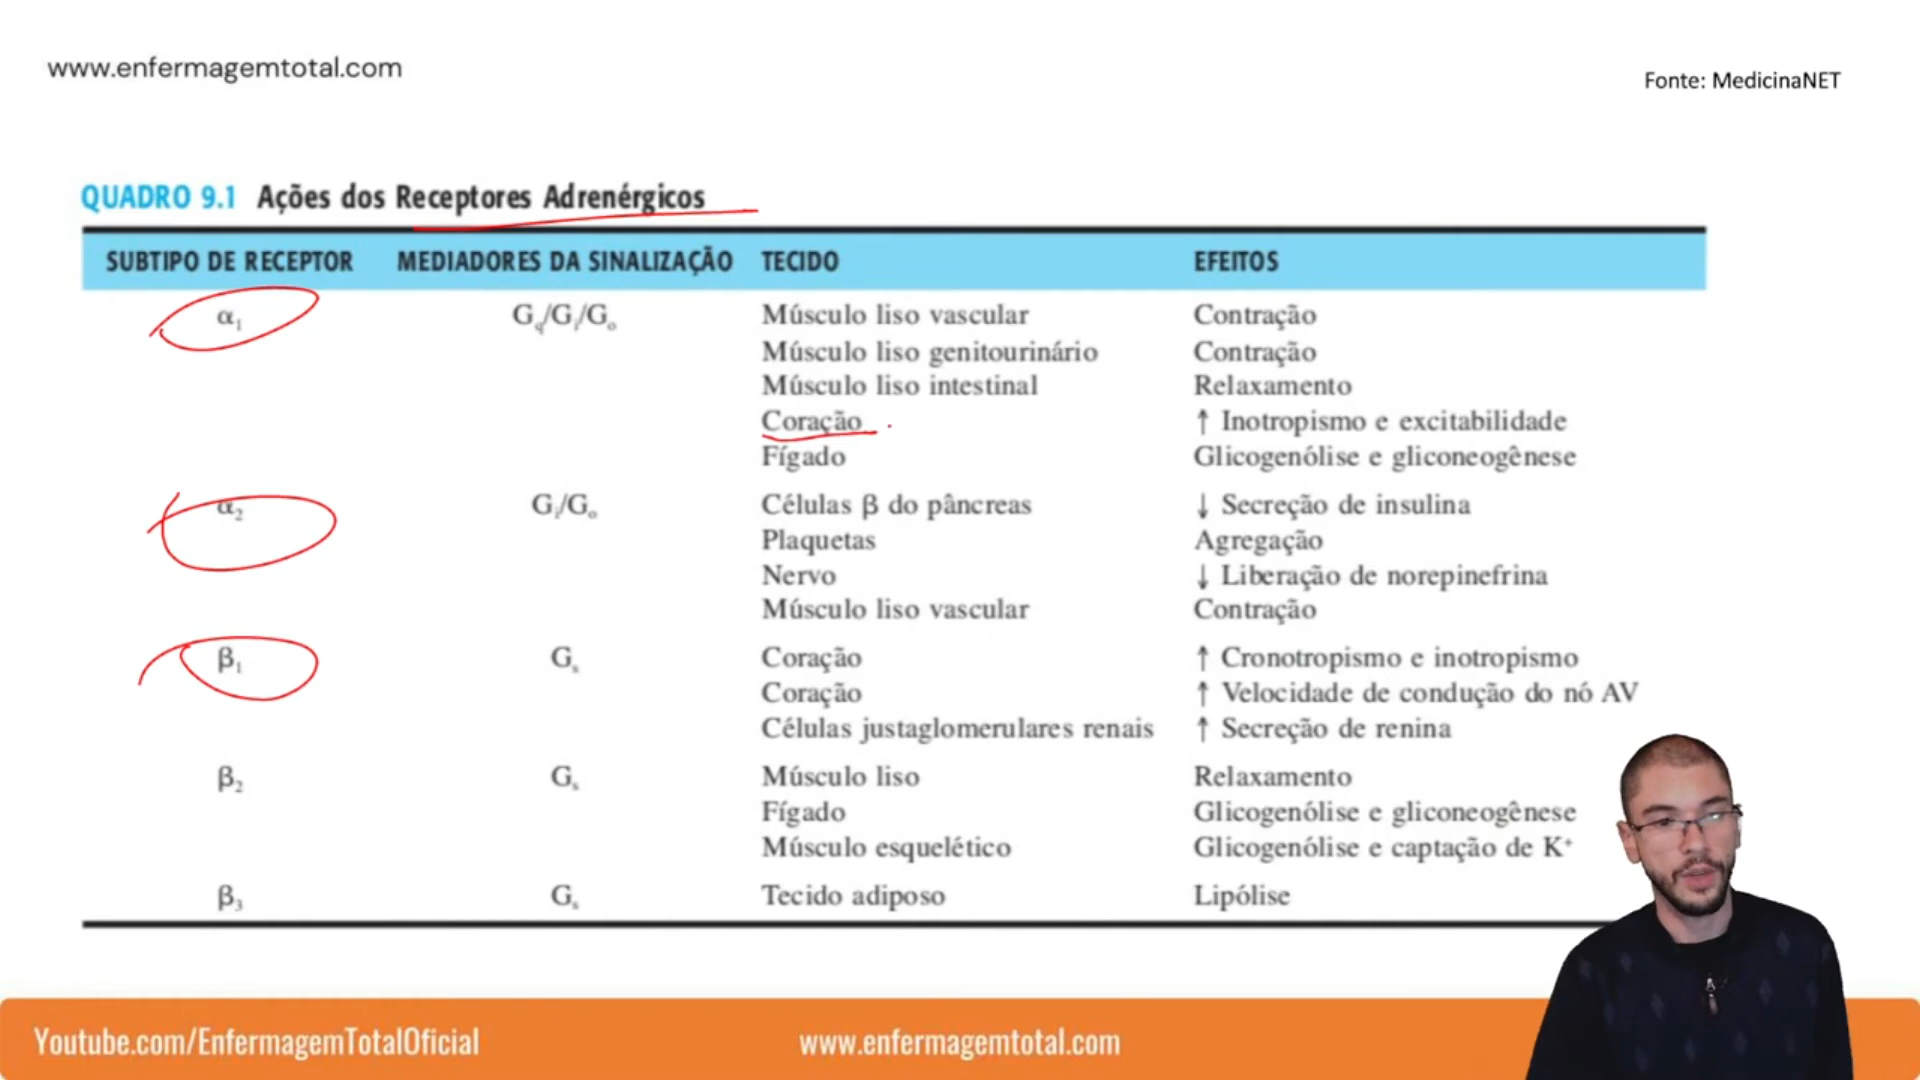 www.enfermagemtotal.com
Fonte: MedicinaNET
QUADRO 9.1 Ações dos Receptores Adrenérgicos
SUBTIPO DE RECEPTOR MEDIADORES DA SINALIZAÇÃO TECIDO EFEITOS
α₁ Gq/Gi/Go Músculo liso vascular Contração
Músculo liso genitourinário Contração
Músculo liso intestinal Relaxamento
Coração ↑ Inotropismo e excitabilidade
Fígado Glicogenólise e gliconeogênese
α₂ Gi/Go Células β do pâncreas ↓ Secreção de insulina
Plaquetas Agregação
Nervo ↓ Liberação de norepinefrina
Músculo liso vascular Contração
β₁ Gs Coração ↑ Cronotropismo e inotropismo
Coração ↑ Velocidade de condução do nó AV
Células justaglomerulares renais ↑ Secreção de renina
β₂ Gs Músculo liso Relaxamento
Fígado Glicogenólise e gliconeogênese
Músculo esquelético Glicogenólise e captação de K⁺
β₃ Gs Tecido adiposo Lipólise
Youtube.com/EnfermagemTotalOficial
www.enfermagemtotal.com